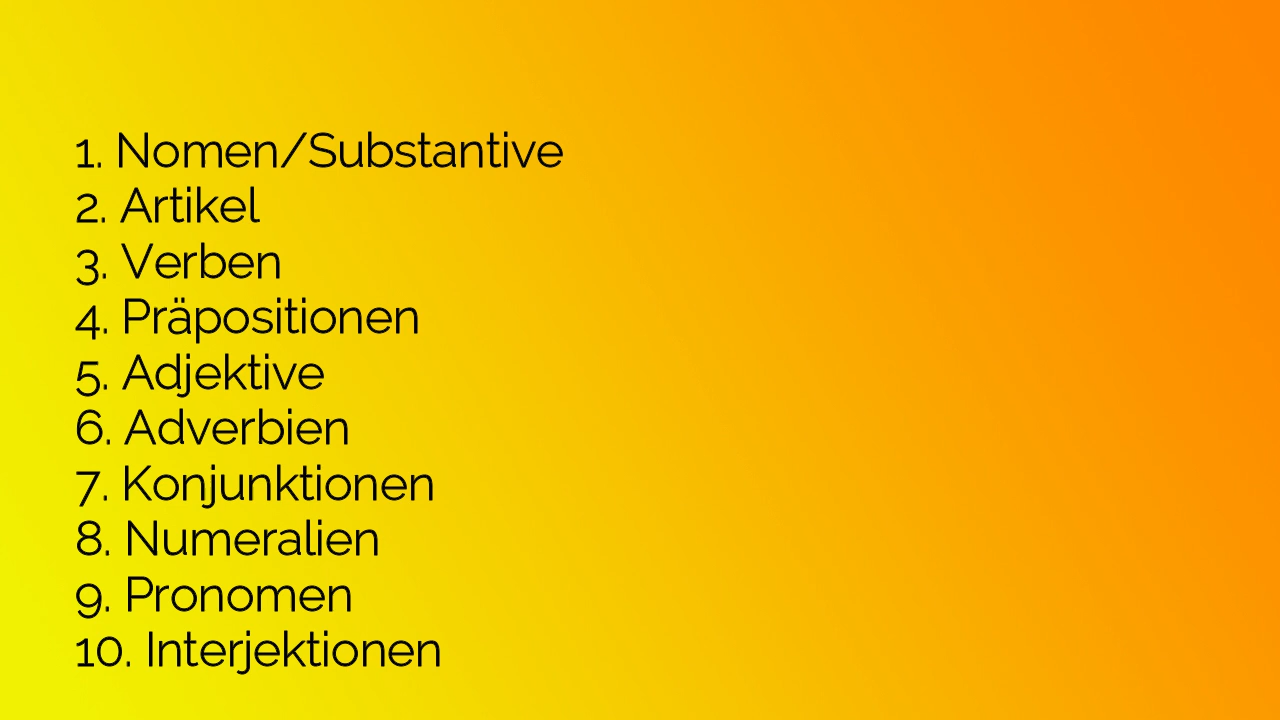 1. Nomen/Substantive
2. Artikel
3. Verben
4. Präpositionen
5. Adjektive
6. Adverbien
7. Konjunktionen
8. Numeralien
9. Pronomen
10. Interjektionen